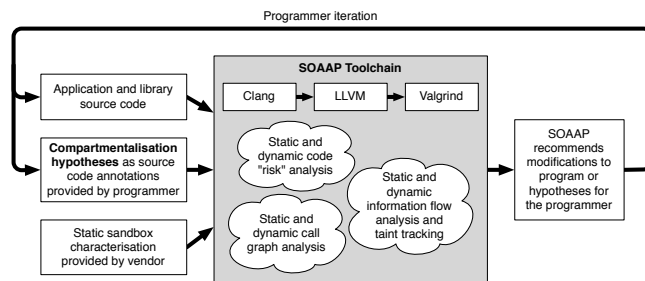 Programmer iteration
SOAAP Toolchain
Application and library
source code
Clang
LLVM
Valgrind
Compartmentalisation
hypotheses as source
code annotations
provided by programmer
Static and
dynamic code
"risk" analysis
Static and
dynamic
information flow
analysis and
taint tracking
SOAAP
recommends
modifications to
program or
hypotheses for
the programmer
Static sandbox
characterisation
provided by vendor
Static and
dynamic call
graph analysis